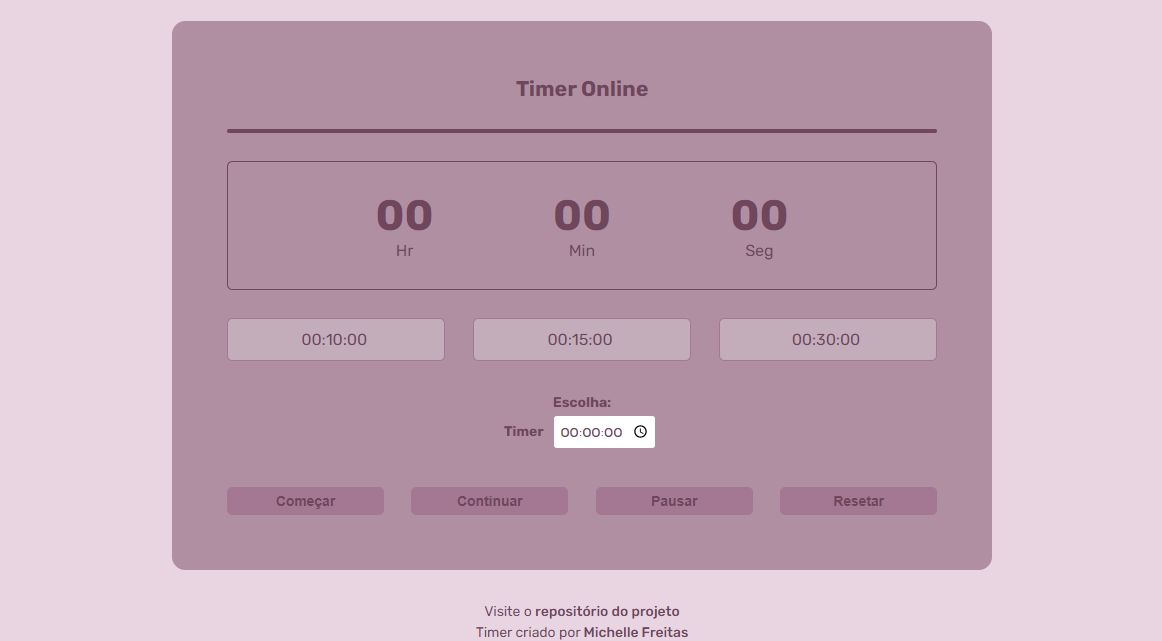 Timer Online
00 00 00
Hr Min Seg
00:10:00 00:15:00 00:30:00
Escolha:
Timer 00:00:00
Começar Continuar Pausar Resetar
Visite o repositório do projeto
Timer criado por Michelle Freitas